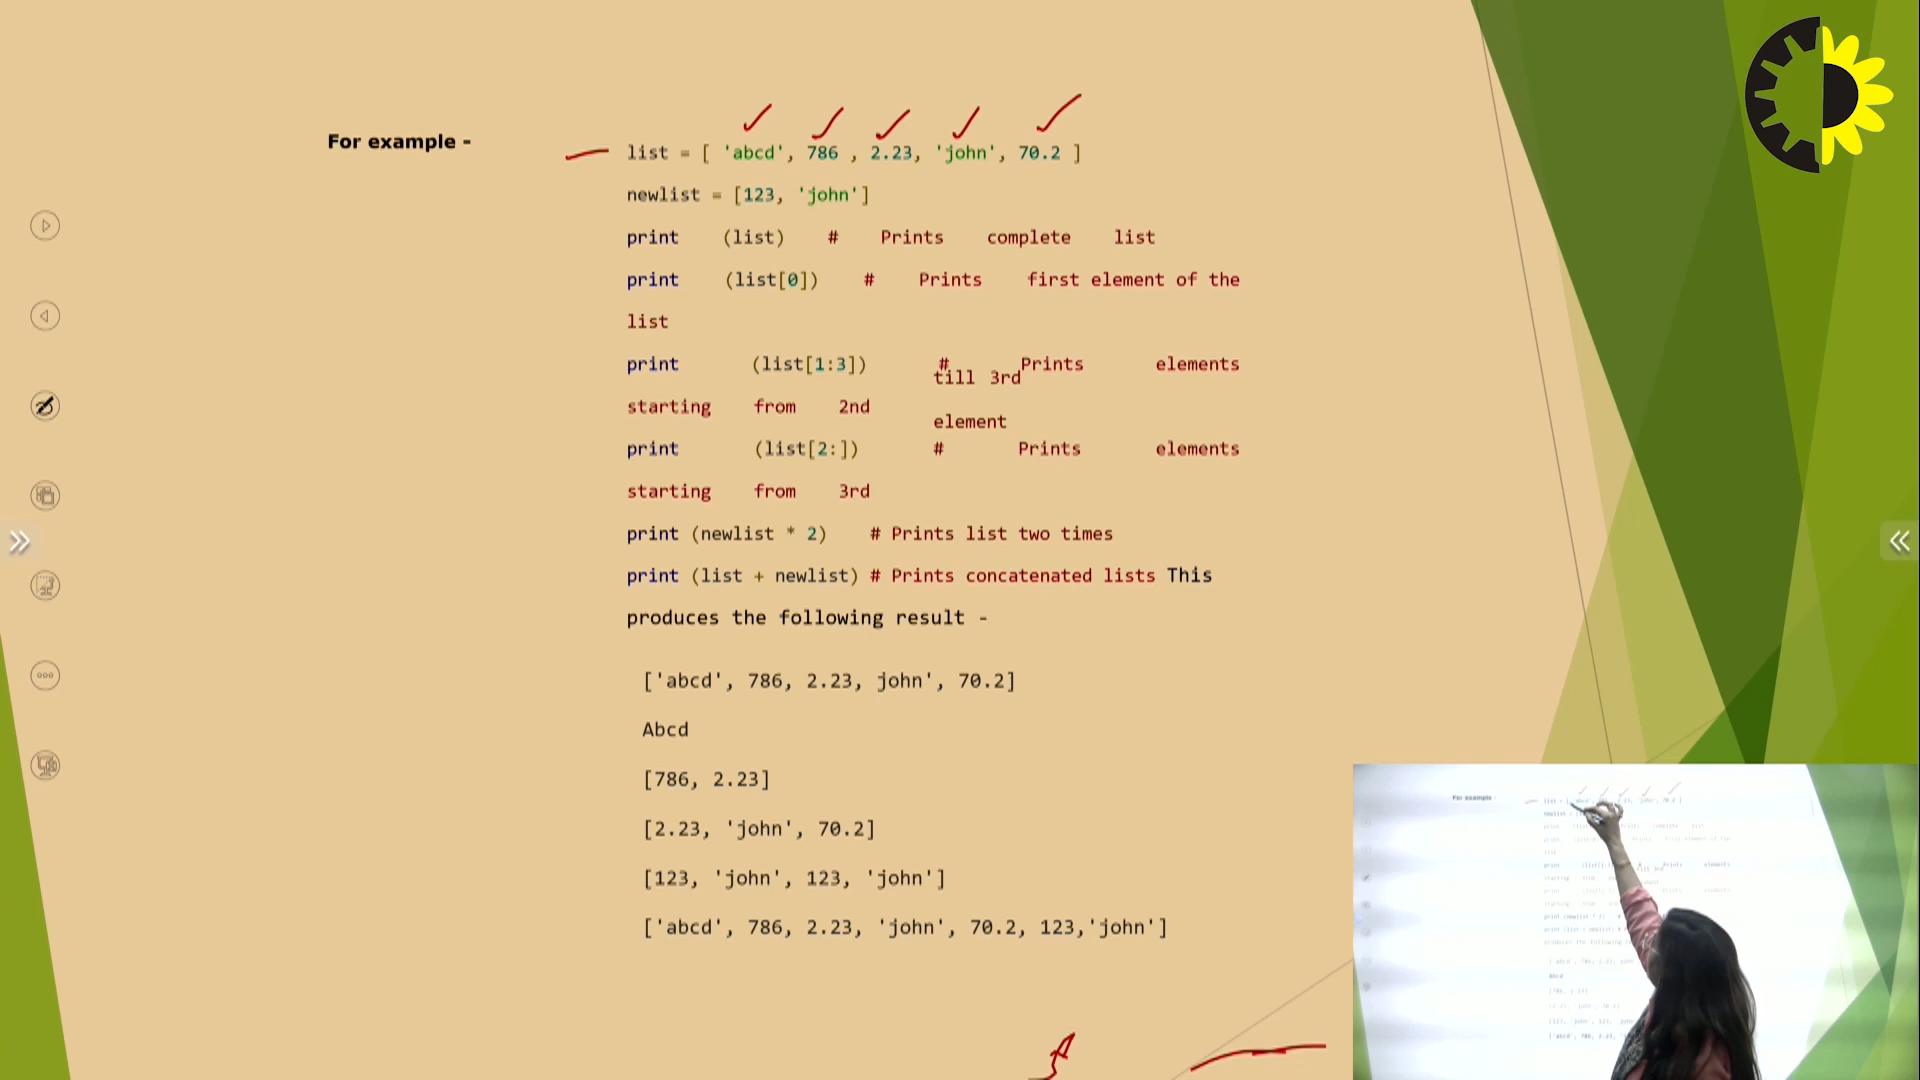 For example -
list = [ 'abcd', 786 , 2.23, 'john', 70.2 ]
newlist = [123, 'john']
print (list) # Prints complete list
print (list[0]) # Prints first element of the
list
print (list[1:3]) # Prints elements
till 3rd
starting from 2nd
element
print (list[2:]) # Prints elements
starting from 3rd
print (newlist * 2) # Prints list two times
print (list + newlist) # Prints concatenated lists This
produces the following result -
['abcd', 786, 2.23, john', 70.2]
Abcd
[786, 2.23]
[2.23, 'john', 70.2]
[123, 'john', 123, 'john']
['abcd', 786, 2.23, 'john', 70.2, 123,'john']